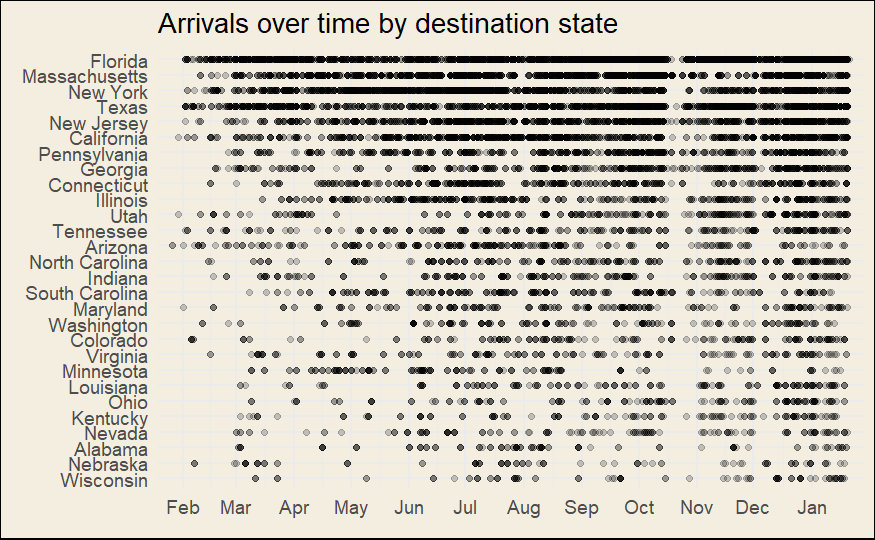 Arrivals over time by destination state
Florida
Massachusetts
New York
Texas
New Jersey
California
Pennsylvania
Georgia
Connecticut
Illinois
Utah
Tennessee
Arizona
North Carolina
Indiana
South Carolina
Maryland
Washington
Colorado
Virginia
Minnesota
Louisiana
Ohio
Kentucky
Nevada
Alabama
Nebraska
Wisconsin
Feb Mar Apr May Jun Jul Aug Sep Oct Nov Dec Jan